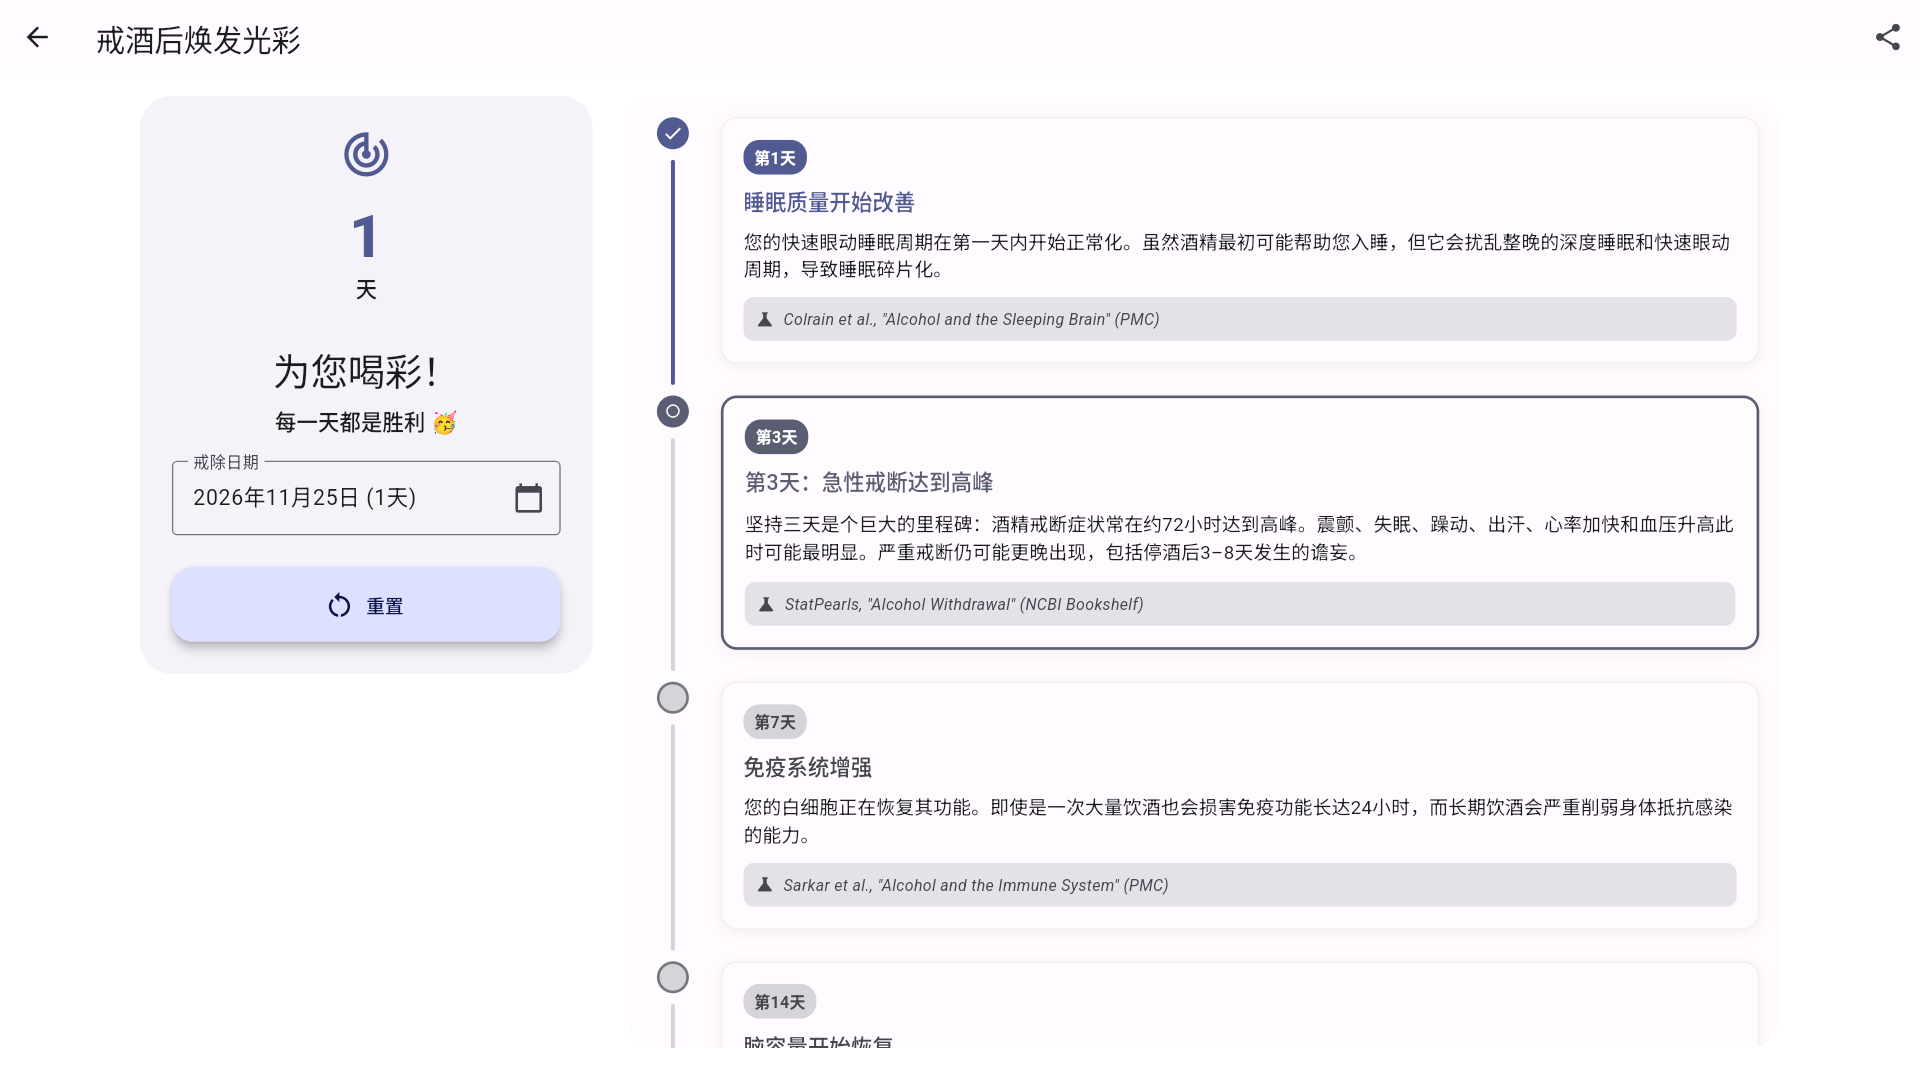 戒酒后焕发光彩
1
天
为您喝彩！
每一天都是胜利 🥳
戒除日期
2026年11月25日 (1天)
重置
第1天
睡眠质量开始改善
您的快速眼动睡眠周期在第一天内开始正常化。虽然酒精最初可能帮助您入睡，但它会扰乱整晚的深度睡眠和快速眼动
周期，导致睡眠碎片化。
Colrain et al., "Alcohol and the Sleeping Brain" (PMC)
第3天
第3天：急性戒断达到高峰
坚持三天是个巨大的里程碑：酒精戒断症状常在约72小时达到高峰。震颤、失眠、躁动、出汗、心率加快和血压升高此
时可能最明显。严重戒断仍可能更晚出现，包括停酒后3–8天发生的谵妄。
StatPearls, "Alcohol Withdrawal" (NCBI Bookshelf)
第7天
免疫系统增强
您的白细胞正在恢复其功能。即使是一次大量饮酒也会损害免疫功能长达24小时，而长期饮酒会严重削弱身体抵抗感染
的能力。
Sarkar et al., "Alcohol and the Immune System" (PMC)
第14天
脑容量开始恢复